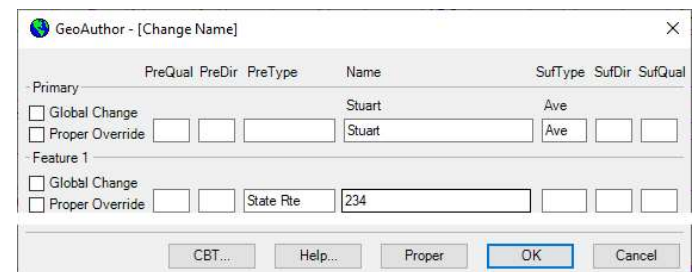 GeoAuthor - [Change Name]
PreQual PreDir PreType Name SufType SufDir SufQual
Primary
Global Change Stuart Ave
Proper Override Stuart Ave
Feature 1
Global Change
Proper Override State Rte 234
CBT... Help... Proper OK Cancel